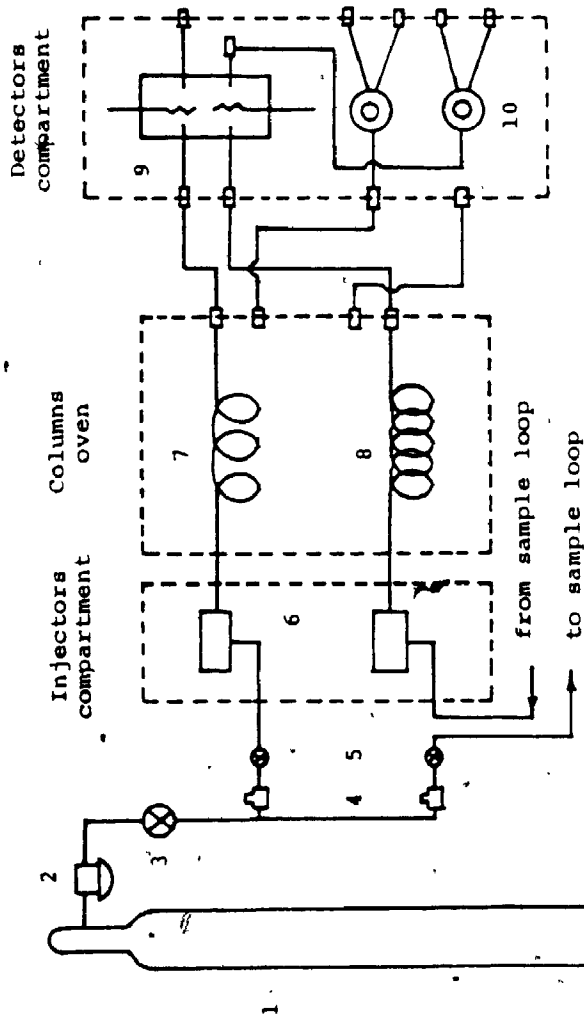 Detectors
compartment
9
10
Columns
oven
7
8
Injectors
compartment
6
from sample loop
to sample loop
5
4
3
2
1